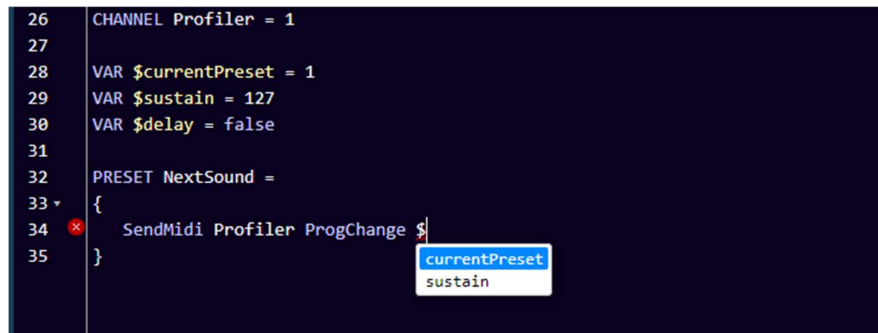 26 CHANNEL Profiler = 1
27
28 VAR $currentPreset = 1
29 VAR $sustain = 127
30 VAR $delay = false
31
32 PRESET NextSound =
33 {
34 SendMidi Profiler ProgChange $
35 }
currentPreset
sustain